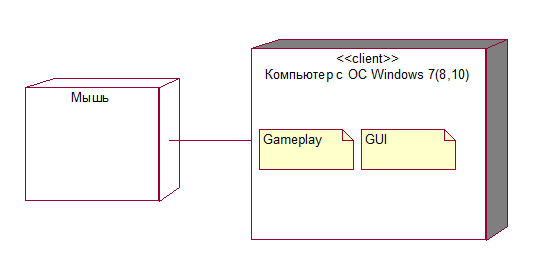 Мышь
<<client>>
Компьютер с ОС Windows 7(8,10)
Gameplay
GUI